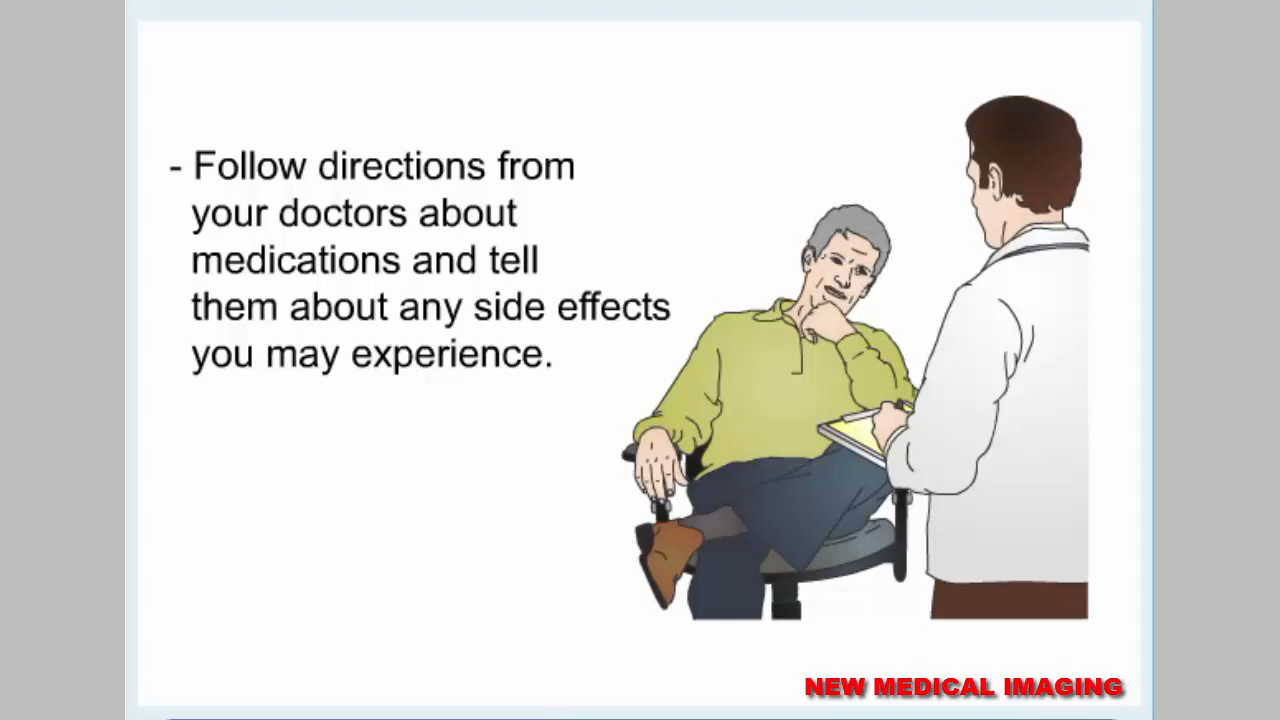 - Follow directions from
your doctors about
medications and tell
them about any side effects
you may experience.
NEW MEDICAL IMAGING